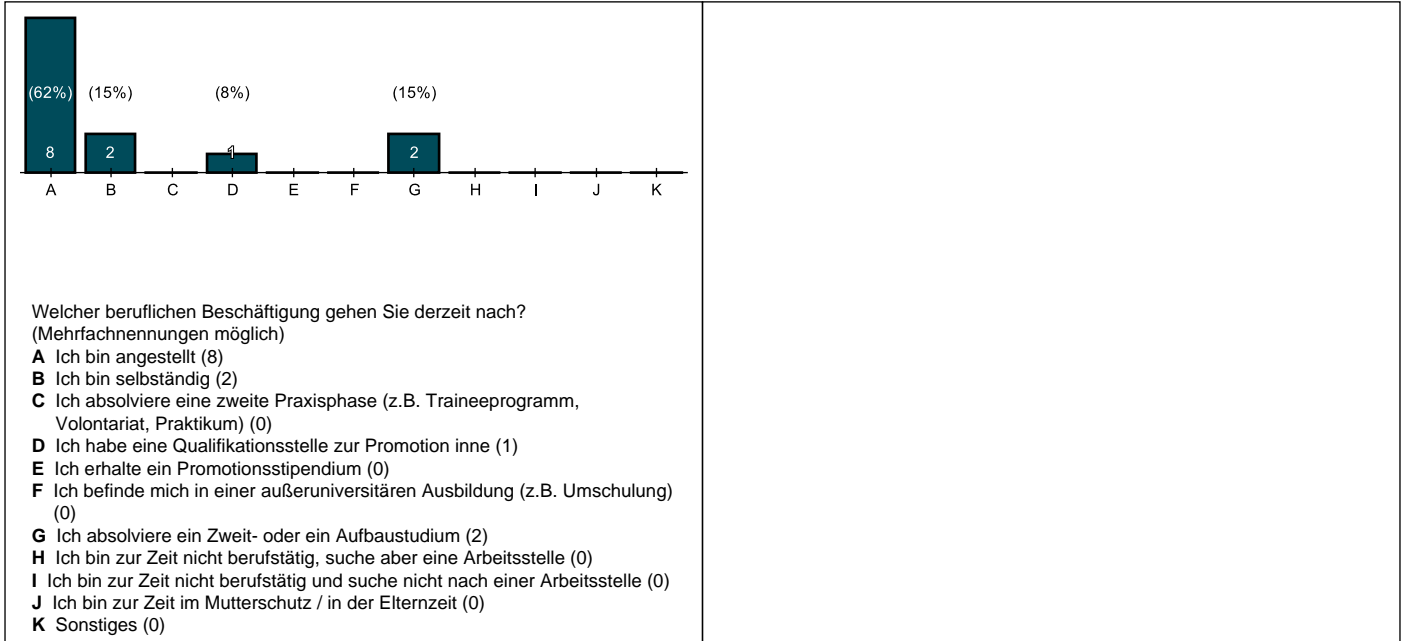 (62%) (15%) (8%) (15%)
8 2 1 2
A B C D E F G H I J K
Welcher beruflichen Beschäftigung gehen Sie derzeit nach?
(Mehrfachnennungen möglich)
A Ich bin angestellt (8)
B Ich bin selbständig (2)
C Ich absolviere eine zweite Praxisphase (z.B. Traineeprogramm,
Volontariat, Praktikum) (0)
D Ich habe eine Qualifikationsstelle zur Promotion inne (1)
E Ich erhalte ein Promotionsstipendium (0)
F Ich befinde mich in einer außeruniversitären Ausbildung (z.B. Umschulung)
(0)
G Ich absolviere ein Zweit- oder ein Aufbaustudium (2)
H Ich bin zur Zeit nicht berufstätig, suche aber eine Arbeitsstelle (0)
I Ich bin zur Zeit nicht berufstätig und suche nicht nach einer Arbeitsstelle (0)
J Ich bin zur Zeit im Mutterschutz / in der Elternzeit (0)
K Sonstiges (0)